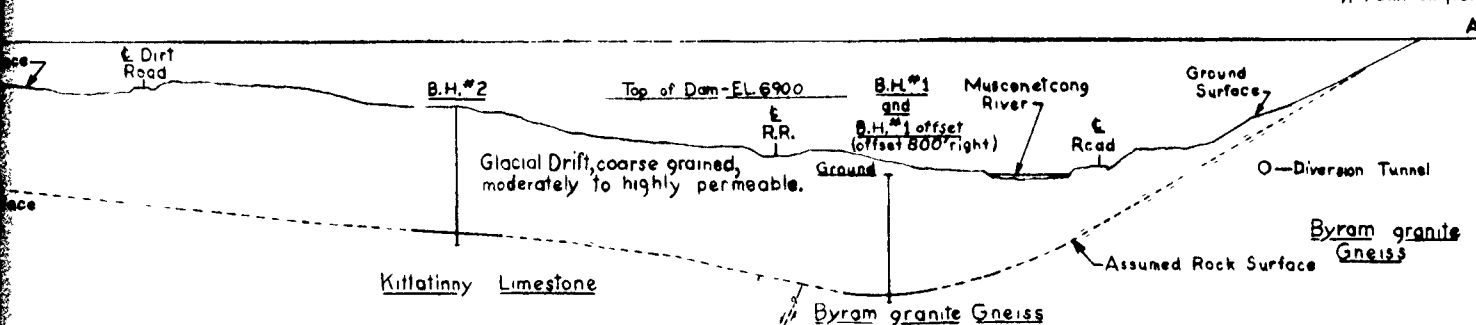 A
℄ Dirt
Road
B.H.#2
Top of Dam-EL.6900
℄
R.R.
B.H.#1
and
B.H.#1 offset
(offset 800'right)
Musconetcong
River
℄
Road
Ground
Surface
Glacial Drift, coarse grained,
moderately to highly permeable.
Ground
O—Diversion Tunnel
Byram granite
Gneiss
Assumed Rock Surface
Kittatinny Limestone
Byram granite Gneiss